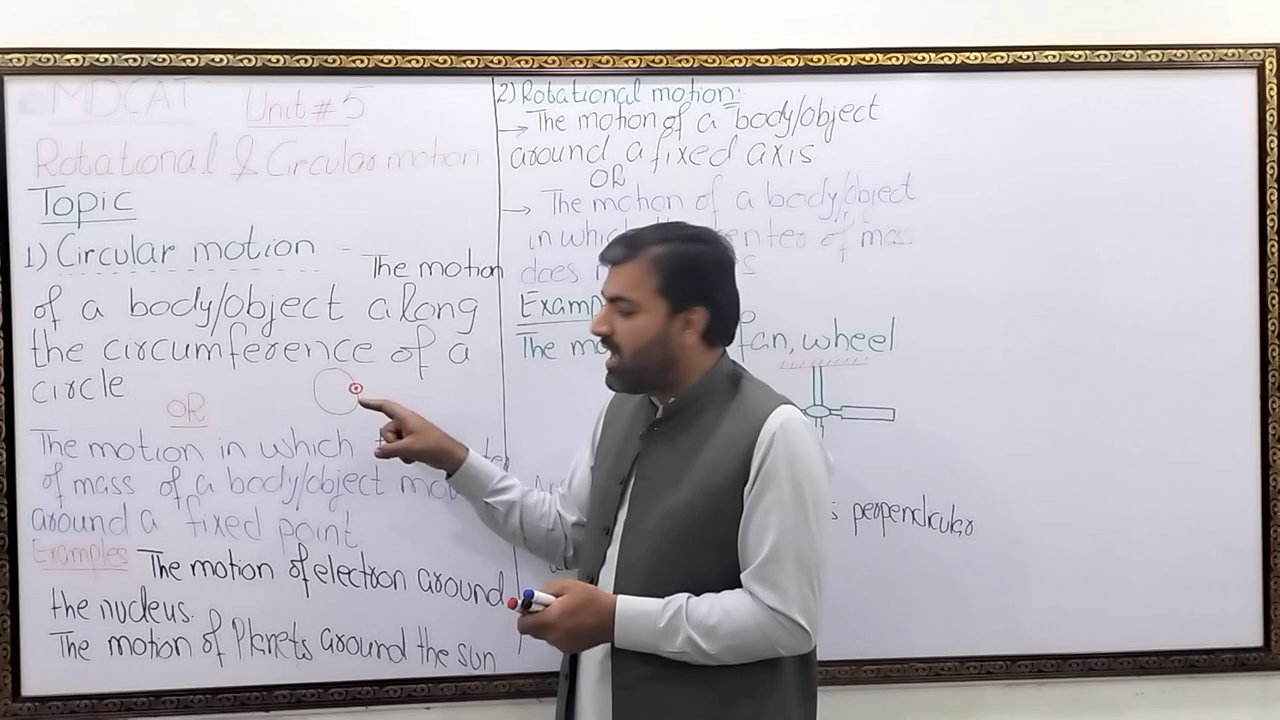 MDCAT Unit # 5
Rotational & Circular motion
Topic
1) Circular motion - The motion
of a body/object along
the circumference of a
circle
OR
The motion in which
of mass of a body/object
around a fixed point
Examples The motion of electron around
the nucleus.
The motion of Planets around the sun
2) Rotational motion:
→ The motion of a body/object
around a fixed axis
OR
→ The motion of a body/object
in which center of mass
does
The fan, wheel
perpendicular